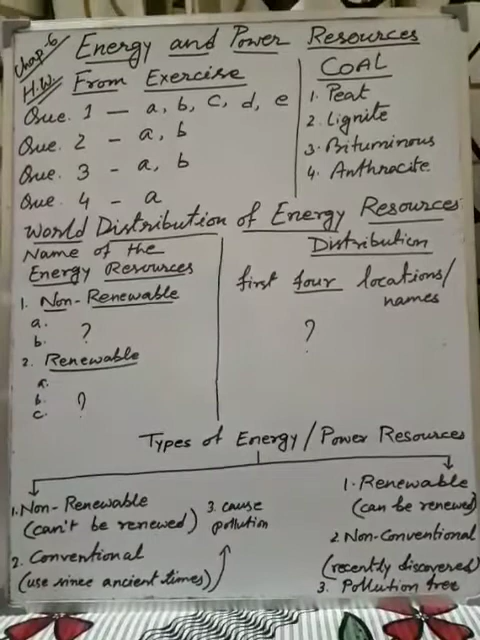 Chap. 6
Energy and Power Resources
H.W. From Exercise
Que. 1 - a, b, c, d, e
Que. 2 - a, b
Que. 3 - a, b
Que. 4 - a
COAL
1. Peat
2. Lignite
3. Bituminous
4. Anthracite
World Distribution of Energy Resources
Name of the
Energy Resources
1. Non-Renewable
a.
b. ?
2. Renewable
a.
b. ?
c.
Distribution
first four locations/
names
?
Types of Energy/Power Resources
1. Non-Renewable
(can't be renewed)
2. Conventional
(use since ancient times)
3. cause
pollution
1. Renewable
(can be renewed)
2. Non-Conventional
(recently discovered)
3. Pollution free